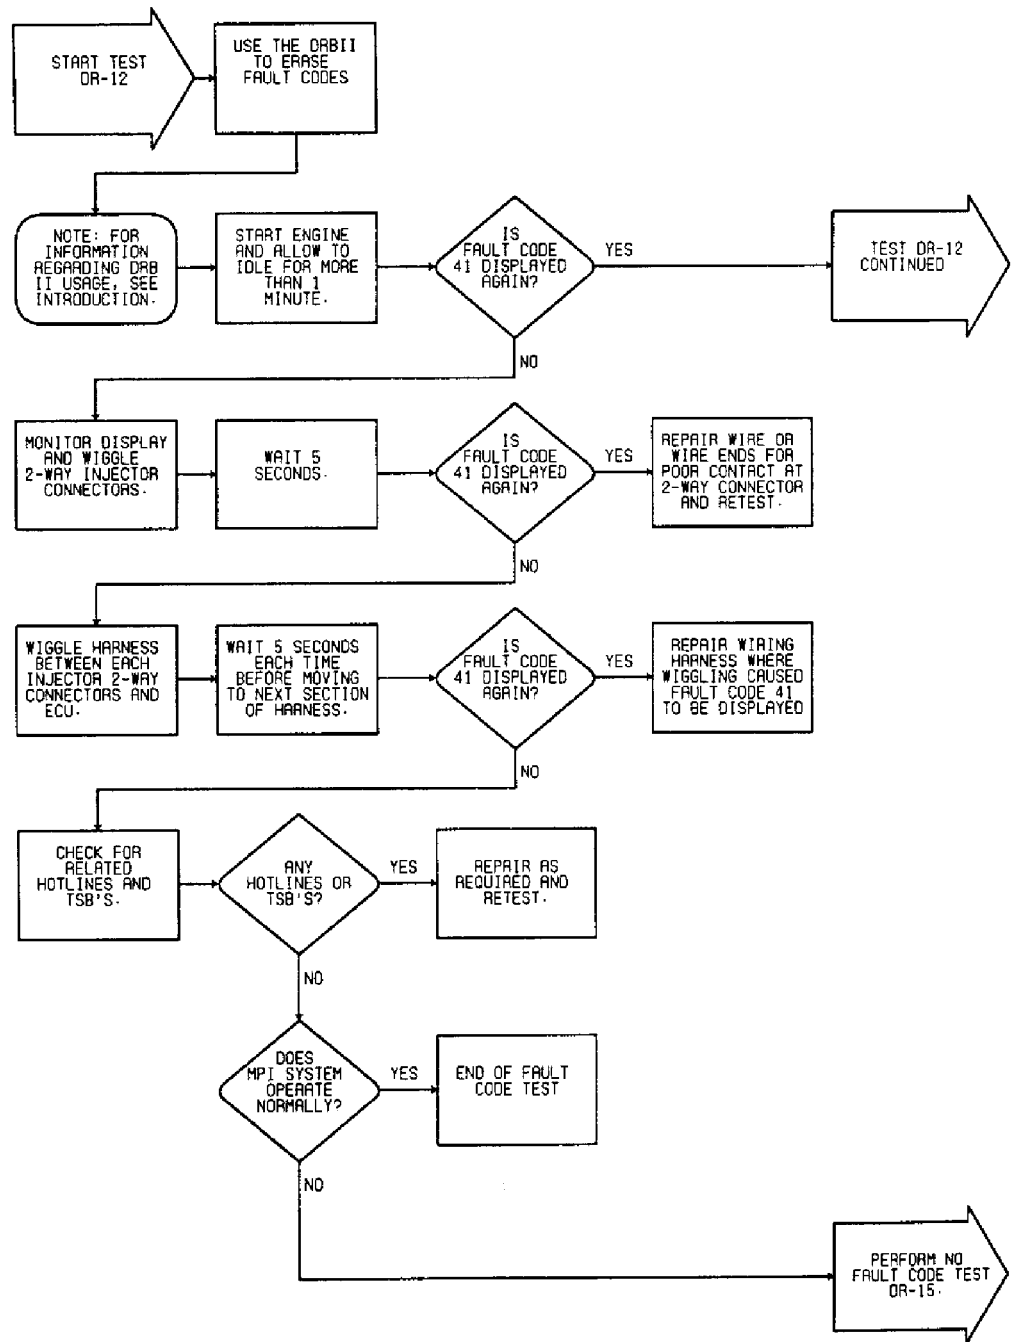 START TEST
DR-12
USE THE DRBII
TO ERASE
FAULT CODES
NOTE: FOR
INFORMATION
REGARDING DRB
II USAGE, SEE
INTRODUCTION.
START ENGINE
AND ALLOW TO
IDLE FOR MORE
THAN 1
MINUTE.
IS
FAULT CODE
41 DISPLAYED
AGAIN?
YES
TEST DR-12
CONTINUED
NO
MONITOR DISPLAY
AND WIGGLE
2-WAY INJECTOR
CONNECTORS.
WAIT 5
SECONDS.
IS
FAULT CODE
41 DISPLAYED
AGAIN?
YES
REPAIR WIRE OR
WIRE ENDS FOR
POOR CONTACT AT
2-WAY CONNECTOR
AND RETEST.
NO
WIGGLE HARNESS
BETWEEN EACH
INJECTOR 2-WAY
CONNECTORS AND
ECU.
WAIT 5 SECONDS
EACH TIME
BEFORE MOVING
TO NEXT SECTION
OF HARNESS.
IS
FAULT CODE
41 DISPLAYED
AGAIN?
YES
REPAIR WIRING
HARNESS WHERE
WIGGLING CAUSED
FAULT CODE 41
TO BE DISPLAYED
NO
CHECK FOR
RELATED
HOTLINES AND
TSB'S.
ANY
HOTLINES OR
TSB'S?
YES
REPAIR AS
REQUIRED AND
RETEST.
NO
DOES
MPI SYSTEM
OPERATE
NORMALLY?
YES
END OF FAULT
CODE TEST
NO
PERFORM NO
FAULT CODE TEST
DR-15.